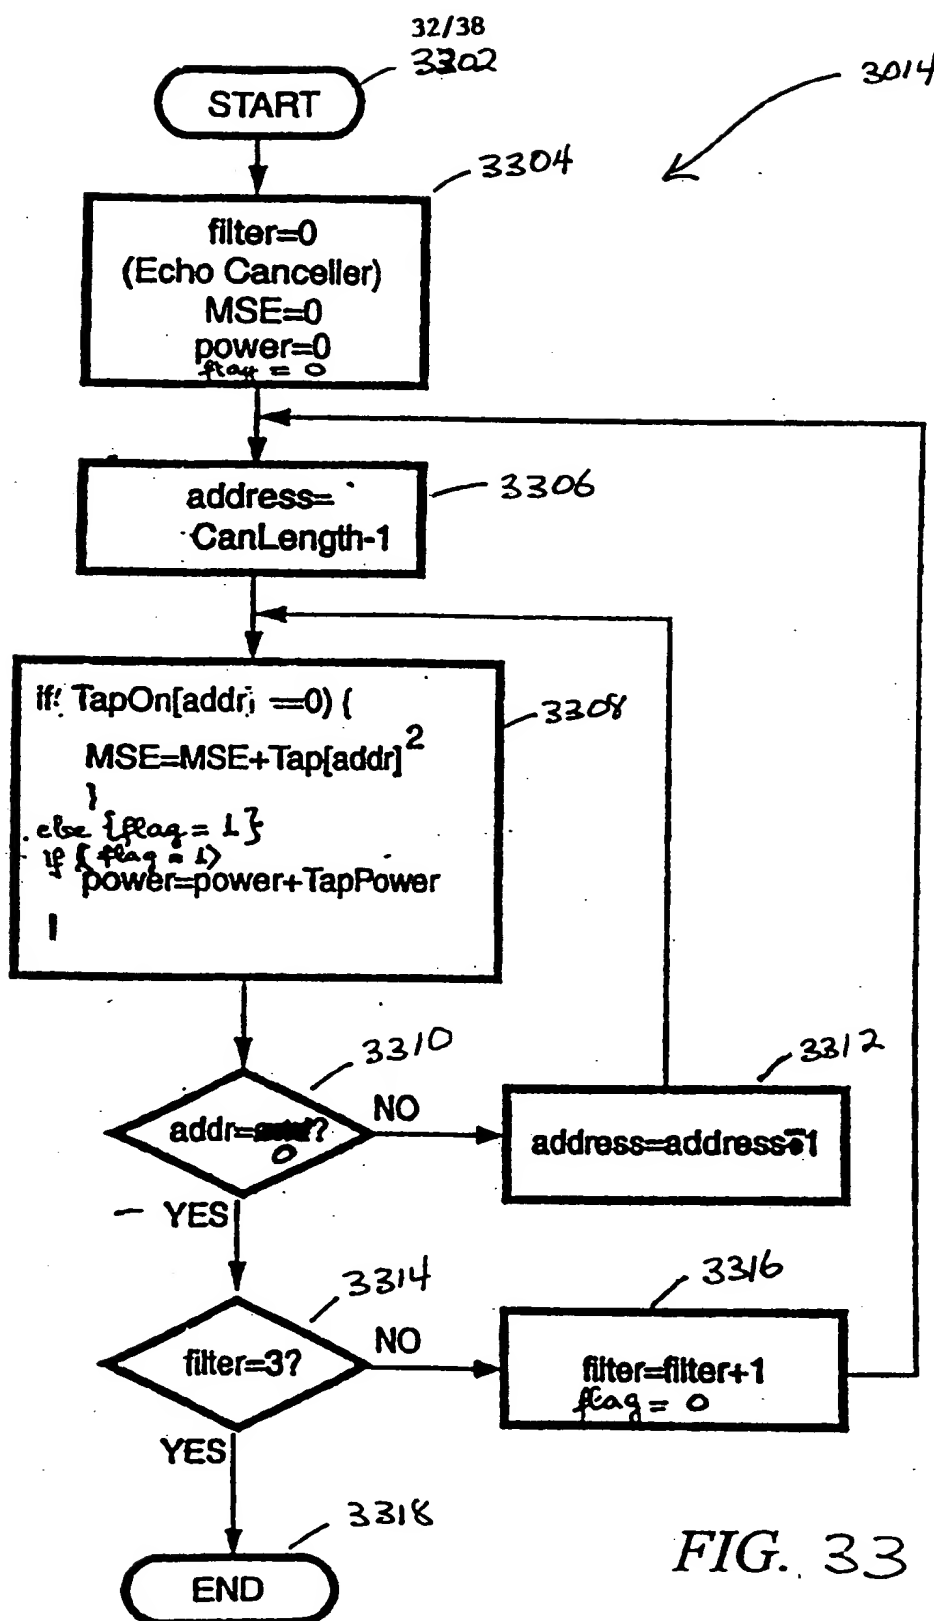 32/38
3302
START
3014
3304
filter=0
(Echo Canceller)
MSE=0
power=0
flag = 0
address=
CanLength-1
3306
if TapOn[addr] ==0) {
MSE=MSE+Tap[addr]2
}
else {flag = 1}
if {flag = 1}
power=power+TapPower
3308
3310
addr= ?
0
NO
3312
address=address-1
YES
3314
filter=3?
NO
3316
filter=filter+1
flag = 0
YES
3318
END
FIG. 33